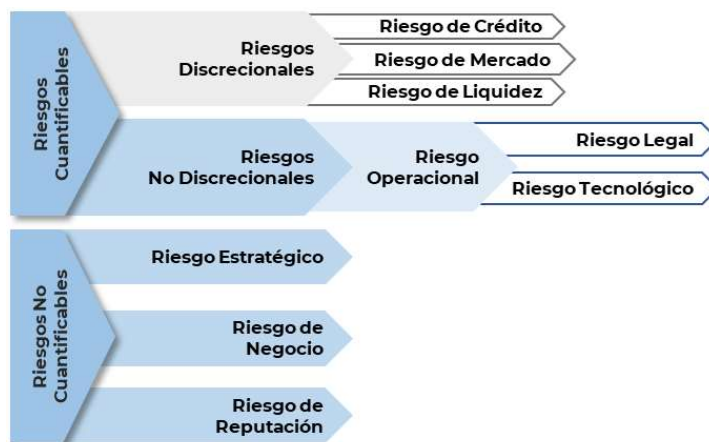 Riesgos
Cuantificables
Riesgos
Discrecionales
Riesgo de Crédito
Riesgo de Mercado
Riesgo de Liquidez
Riesgos
No Discrecionales
Riesgo
Operacional
Riesgo Legal
Riesgo Tecnológico
Riesgos No
Cuantificables
Riesgo Estratégico
Riesgo de
Negocio
Riesgo de
Reputación